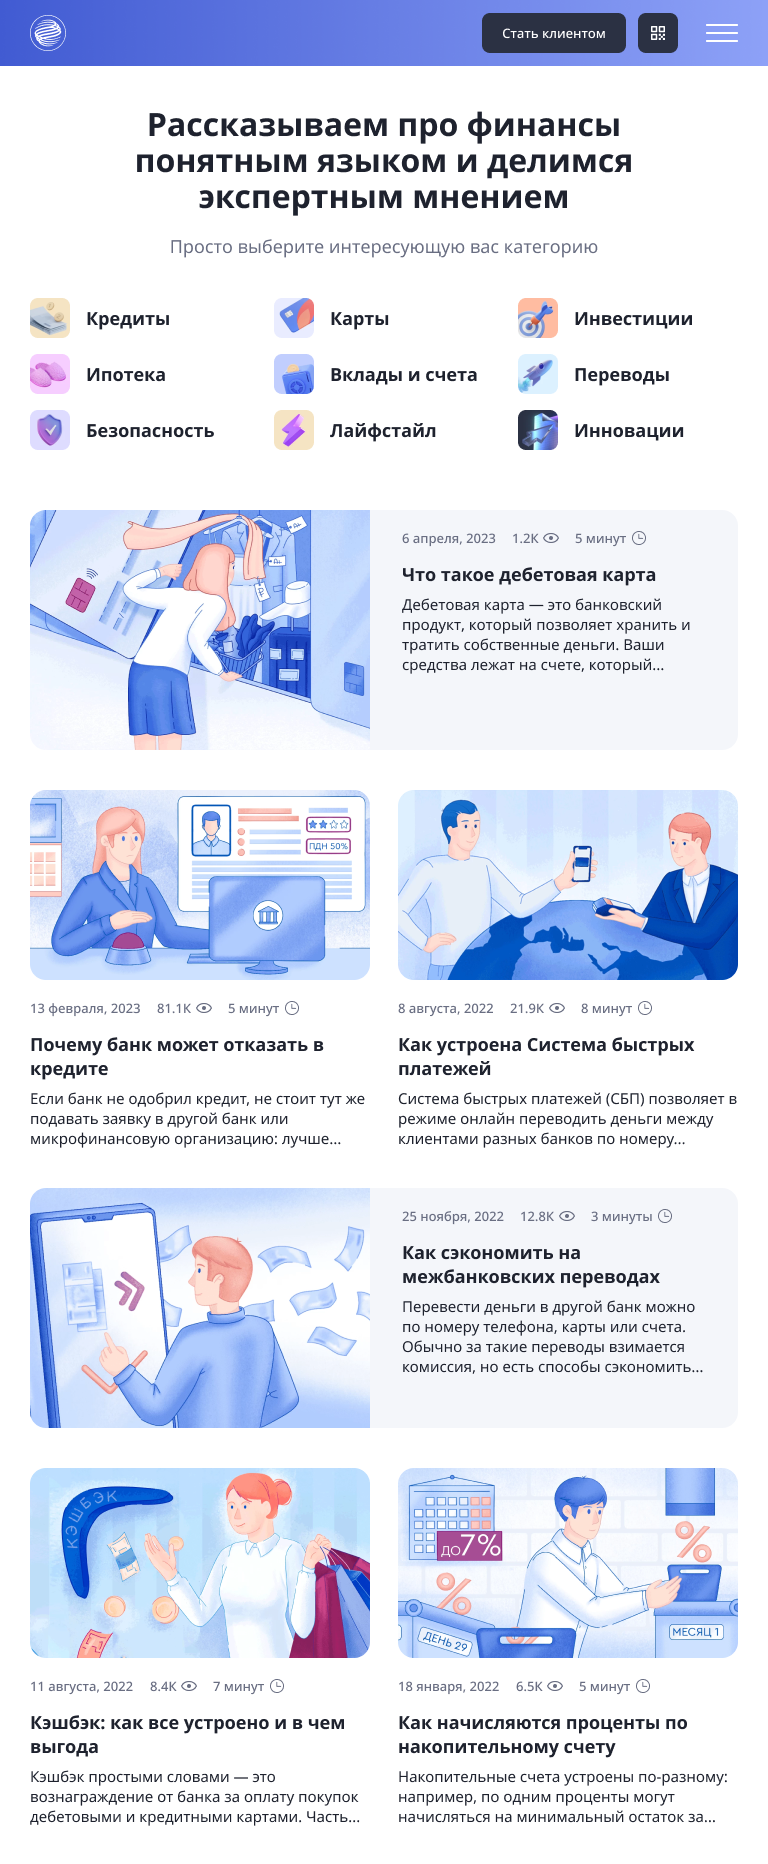 Стать клиентом
Рассказываем про финансы
понятным языком и делимся
экспертным мнением
Просто выберите интересующую вас категорию
Кредиты
Карты
Инвестиции
Ипотека
Вклады и счета
Переводы
Безопасность
Лайфстайл
Инновации
6 апреля, 2023 1.2K 5 минут
Что такое дебетовая карта
Дебетовая карта — это банковский
продукт, который позволяет хранить и
тратить собственные деньги. Ваши
средства лежат на счете, который...
ПДН 50%
13 февраля, 2023 81.1K 5 минут
Почему банк может отказать в
кредите
Если банк не одобрил кредит, не стоит тут же
подавать заявку в другой банк или
микрофинансовую организацию: лучше...
8 августа, 2022 21.9K 8 минут
Как устроена Система быстрых
платежей
Система быстрых платежей (СБП) позволяет в
режиме онлайн переводить деньги между
клиентами разных банков по номеру...
25 ноября, 2022 12.8K 3 минуты
Как сэкономить на
межбанковских переводах
Перевести деньги в другой банк можно
по номеру телефона, карты или счета.
Обычно за такие переводы взимается
комиссия, но есть способы сэкономить...
КЭШБЭК
11 августа, 2022 8.4K 7 минут
Кэшбэк: как все устроено и в чем
выгода
Кэшбэк простыми словами — это
вознаграждение от банка за оплату покупок
дебетовыми и кредитными картами. Часть...
ДО 7%
%
%
ДЕНЬ 29
МЕСЯЦ 1
18 января, 2022 6.5K 5 минут
Как начисляются проценты по
накопительному счету
Накопительные счета устроены по-разному:
например, по одним проценты могут
начисляться на минимальный остаток за...